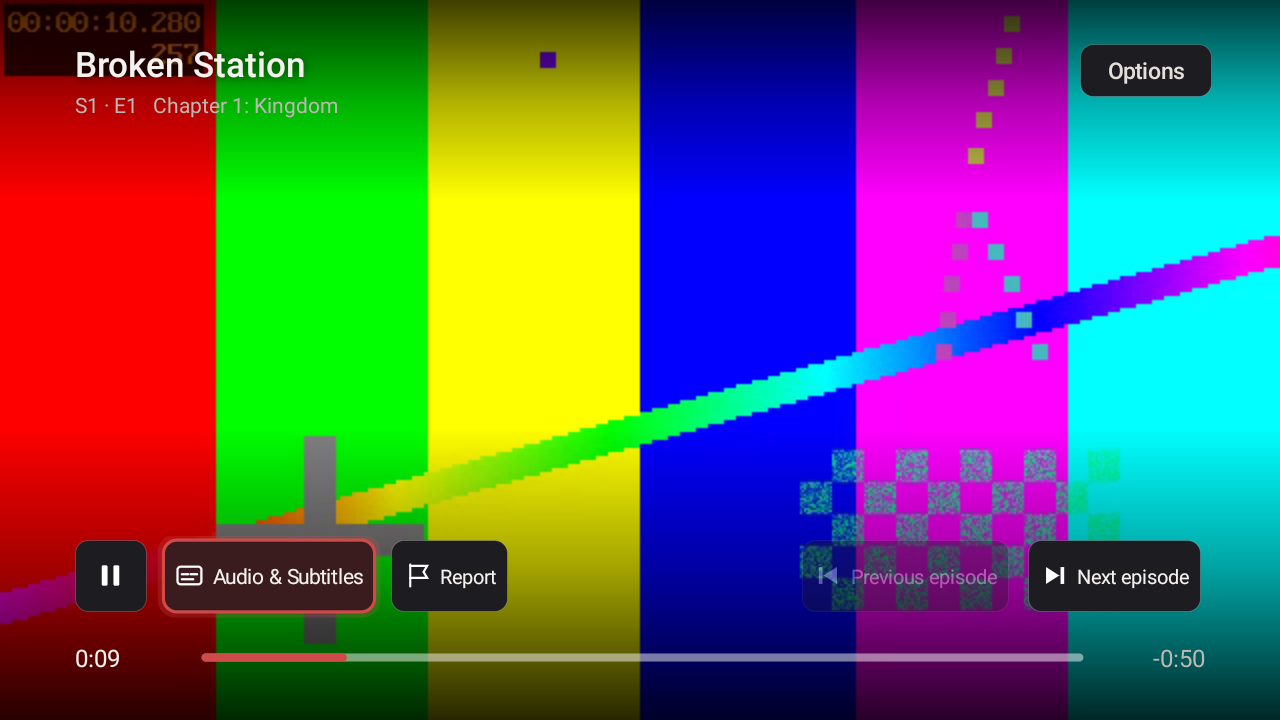 00:00:10.280
257
Broken Station
S1 · E1 Chapter 1: Kingdom
Options
Audio & Subtitles
Report
Previous episode
Next episode
0:09
-0:50